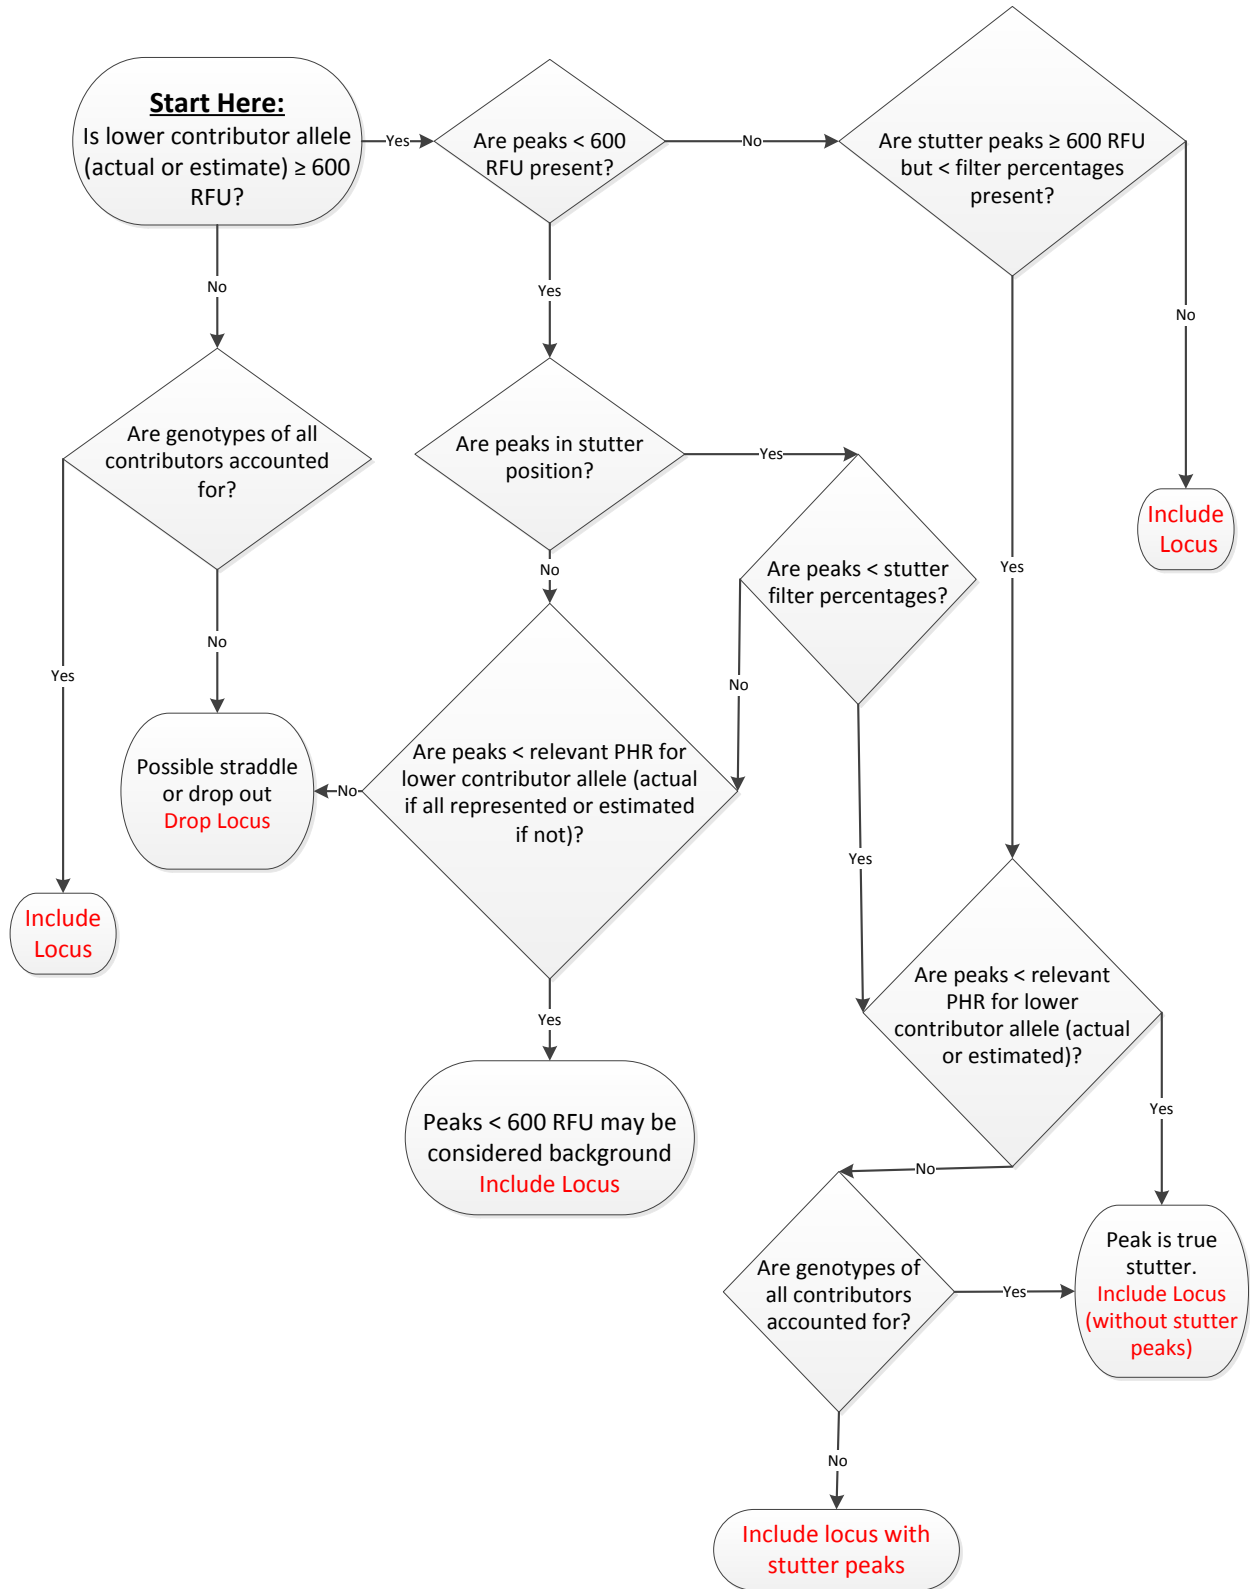 Start Here:
Is lower contributor allele
(actual or estimate) ≥ 600
RFU?
Yes
Are peaks < 600
RFU present?
No
Are stutter peaks ≥ 600 RFU
but < filter percentages
present?
No
Yes
No
Are genotypes of all
contributors accounted
for?
Are peaks in stutter
position?
Yes
Include
Locus
No
Are peaks < stutter
filter percentages?
Yes
No
Yes
No
Possible straddle
or drop out
Drop Locus
No
Are peaks < relevant PHR for
lower contributor allele (actual
if all represented or estimated
if not)?
Yes
Include
Locus
Are peaks < relevant
PHR for lower
contributor allele (actual
or estimated)?
Yes
Yes
Peaks < 600 RFU may be
considered background
Include Locus
No
Are genotypes of
all contributors
accounted for?
Yes
Peak is true
stutter.
Include Locus
(without stutter
peaks)
No
Include locus with
stutter peaks